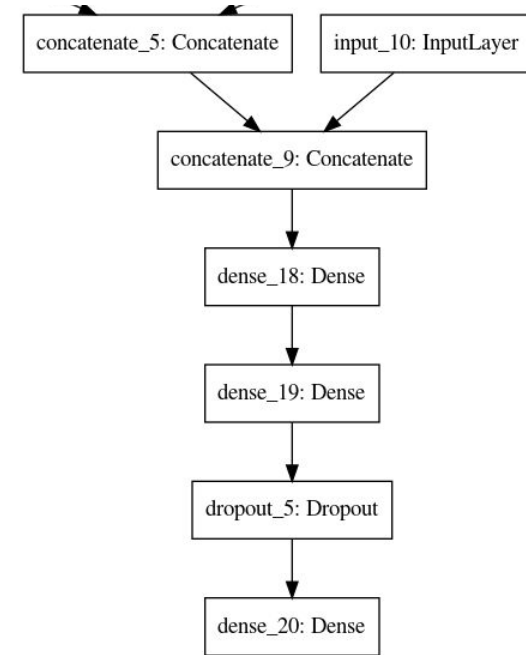 concatenate_5: Concatenate
input_10: InputLayer
concatenate_9: Concatenate
dense_18: Dense
dense_19: Dense
dropout_5: Dropout
dense_20: Dense